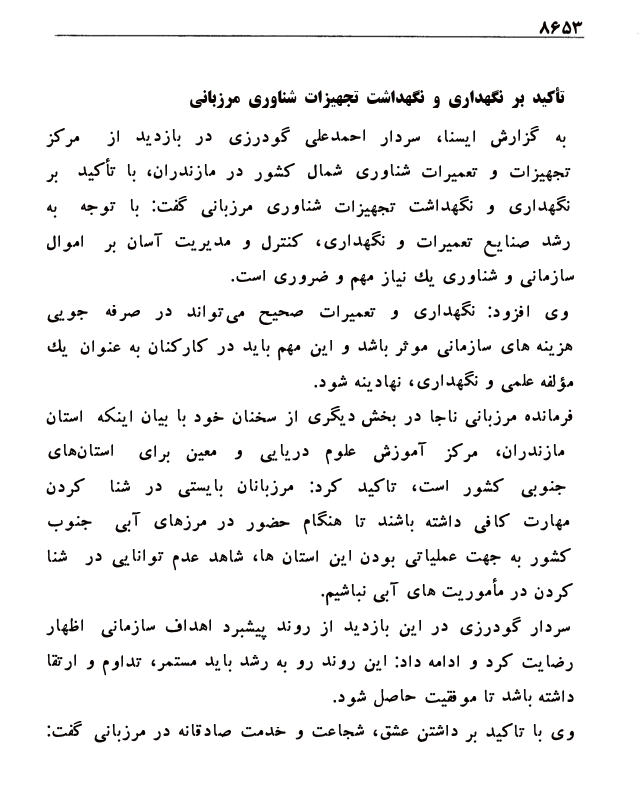 ۸۶۵۳
تأکید بر نگهداری و نگهداشت تجهیزات شناوری مرزبانی
به گزارش ایسنا، سردار احمدعلی گودرزی در بازدید از مرکز
تجهیزات و تعمیرات شناوری شمال کشور در مازندران، با تأکید بر
نگهداری و نگهداشت تجهیزات شناوری مرزبانی گفت: با توجه به
رشد صنایع تعمیرات و نگهداری، کنترل و مدیریت آسان بر اموال
سازمانی و شناوری یك نیاز مهم و ضروری است.
وی افزود: نگهداری و تعمیرات صحیح می‌تواند در صرفه جویی
هزینه های سازمانی موثر باشد و این مهم باید در کارکنان به عنوان یك
مؤلفه علمی و نگهداری، نهادینه شود.
فرمانده مرزبانی ناجا در بخش دیگری از سخنان خود با بیان اینکه استان
مازندران، مرکز آموزش علوم دریایی و معین برای استان‌های
جنوبی کشور است، تاکید کرد: مرزبانان بایستی در شنا کردن
مهارت کافی داشته باشند تا هنگام حضور در مرزهای آبی جنوب
کشور به جهت عملیاتی بودن این استان ها، شاهد عدم توانایی در شنا
کردن در مأموریت های آبی نباشیم.
سردار گودرزی در این بازدید از روند پیشبرد اهداف سازمانی اظهار
رضایت کرد و ادامه داد: این روند رو به رشد باید مستمر، تداوم و ارتقا
داشته باشد تا موفقیت حاصل شود.
وی با تاکید بر داشتن عشق، شجاعت و خدمت صادقانه در مرزبانی گفت: